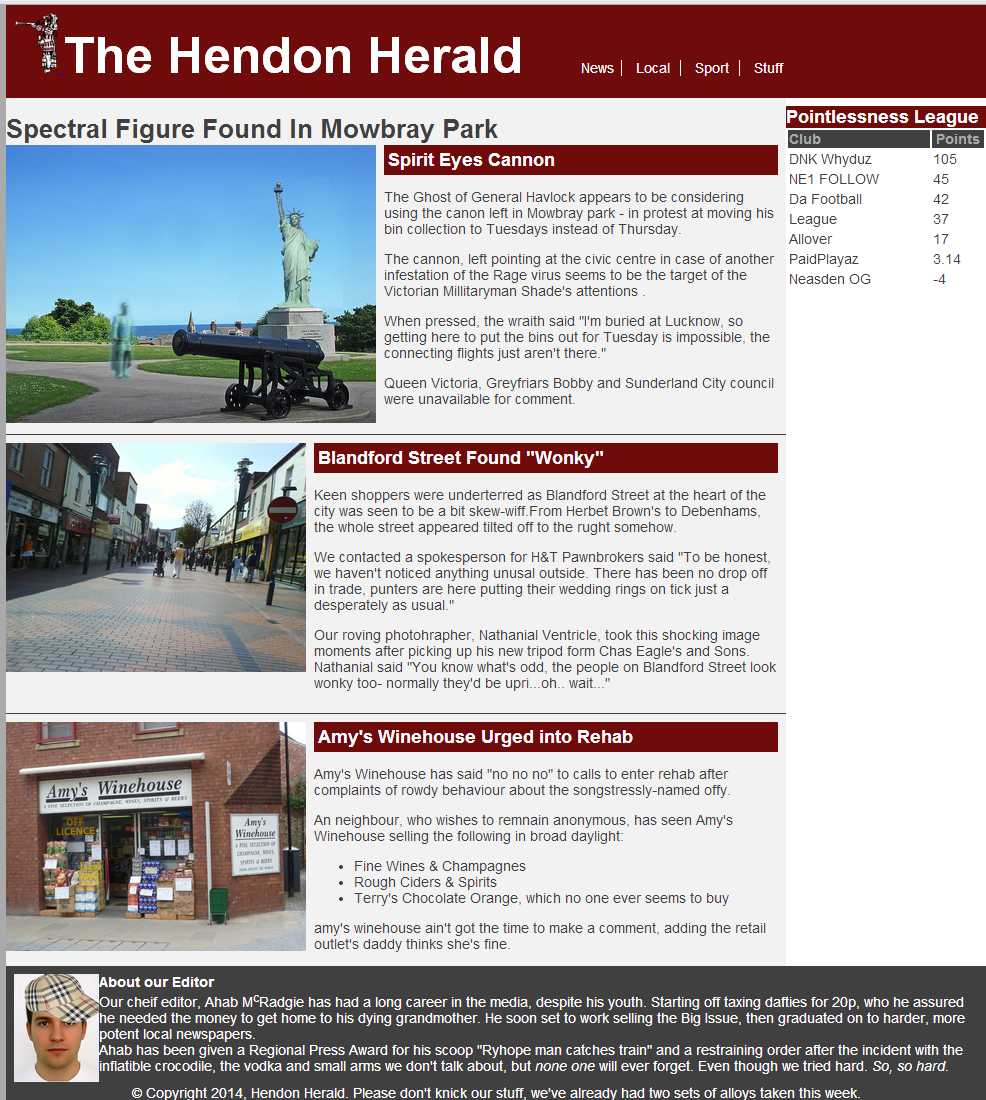 The Hendon Herald
News | Local | Sport | Stuff
Spectral Figure Found In Mowbray Park
Spirit Eyes Cannon
The Ghost of General Havlock appears to be considering
using the canon left in Mowbray park - in protest at moving his
bin collection to Tuesdays instead of Thursday.
The cannon, left pointing at the civic centre in case of another
infestation of the Rage virus seems to be the target of the
Victorian Millitaryman Shade's attentions .
When pressed, the wraith said "I'm buried at Lucknow, so
getting here to put the bins out for Tuesday is impossible, the
connecting flights just aren't there."
Queen Victoria, Greyfriars Bobby and Sunderland City council
were unavailable for comment.
Pointlessness League
Club Points
DNK Whyduz 105
NE1 FOLLOW 45
Da Football 42
League 37
Allover 17
PaidPlayaz 3.14
Neasden OG -4
Blandford Street Found "Wonky"
Keen shoppers were underterred as Blandford Street at the heart of the
city was seen to be a bit skew-wiff.From Herbet Brown's to Debenhams,
the whole street appeared tilted off to the rught somehow.
We contacted a spokesperson for H&T Pawnbrokers said "To be honest,
we haven't noticed anything unusal outside. There has been no drop off
in trade, punters are here putting their wedding rings on tick just a
desperately as usual."
Our roving photohrapher, Nathanial Ventricle, took this shocking image
moments after picking up his new tripod form Chas Eagle's and Sons.
Nathanial said "You know what's odd, the people on Blandford Street look
wonky too- normally they'd be upri...oh.. wait..."
Amy's Winehouse
A FINE SELECTION OF CHAMPAGNE, WINES, SPIRITS & BEERS
OFF
LICENCE
Amy's
Winehouse
A FINE
SELECTION OF
CHAMPAGNE,
WINES,
SPIRITS & BEERS
Amy's Winehouse Urged into Rehab
Amy's Winehouse has said "no no no" to calls to enter rehab after
complaints of rowdy behaviour about the songstressly-named offy.
An neighbour, who wishes to remnain anonymous, has seen Amy's
Winehouse selling the following in broad daylight:
• Fine Wines & Champagnes
• Rough Ciders & Spirits
• Terry's Chocolate Orange, which no one ever seems to buy
amy's winehouse ain't got the time to make a comment, adding the retail
outlet's daddy thinks she's fine.
About our Editor
Our cheif editor, Ahab McRadgie has had a long career in the media, despite his youth. Starting off taxing dafties for 20p, who he assured
he needed the money to get home to his dying grandmother. He soon set to work selling the Big Issue, then graduated on to harder, more
potent local newspapers.
Ahab has been given a Regional Press Award for his scoop "Ryhope man catches train" and a restraining order after the incident with the
inflatible crocodile, the vodka and small arms we don't talk about, but none one will ever forget. Even though we tried hard. So, so hard.
© Copyright 2014, Hendon Herald. Please don't knick our stuff, we've already had two sets of alloys taken this week.